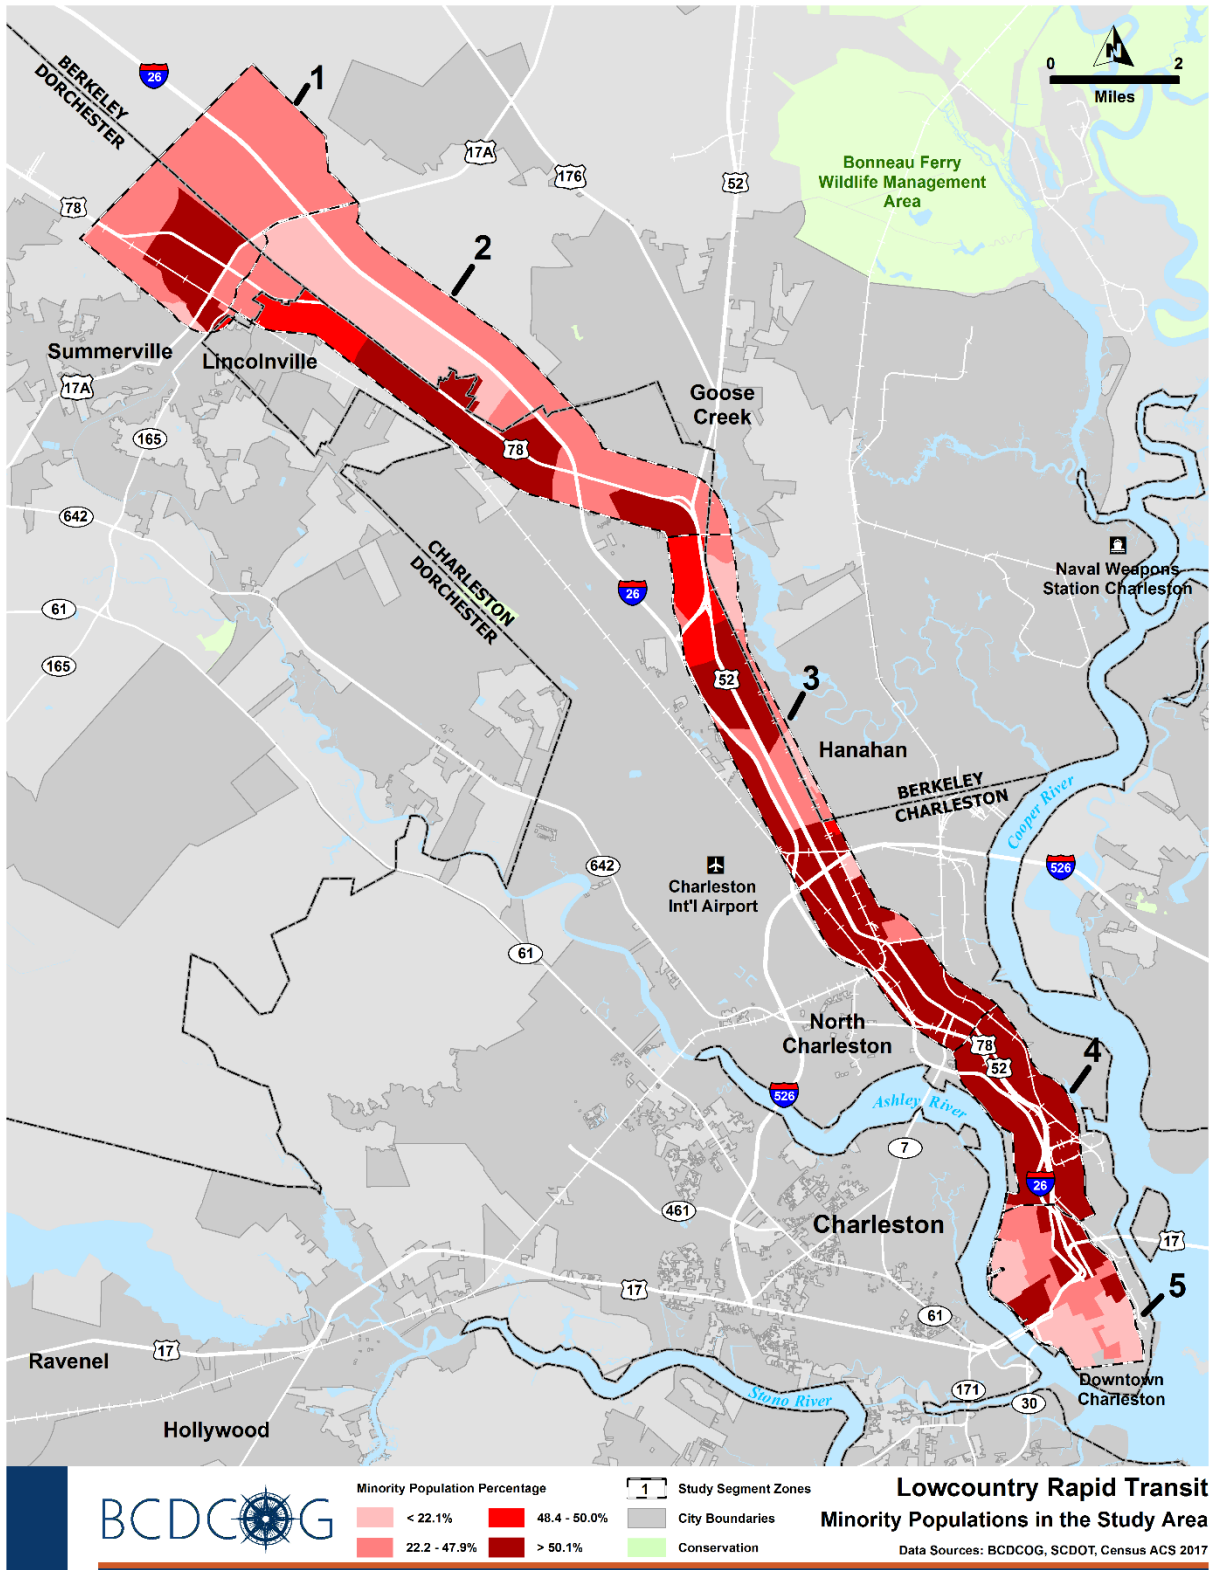 1
26
BERKELEY
DORCHESTER
N
0 2
Miles
17A
176
52
Bonneau Ferry
Wildlife Management
Area
78
2
Summerville
Lincolnville
17A
Goose
Creek
165
78
642
CHARLESTON
DORCHESTER
26
Naval Weapons
Station Charleston
61
165
52
3
Hanahan
BERKELEY
CHARLESTON
Cooper River
642
Charleston
Int'l Airport
526
61
North
Charleston
78
52
4
526
Ashley River
7
26
461
Charleston
17
17
5
61
17
Ravenel
171
30
Downtown
Charleston
Stono River
Hollywood
BCDCOG
Minority Population Percentage
< 22.1%
22.2 - 47.9%
48.4 - 50.0%
> 50.1%
1 Study Segment Zones
City Boundaries
Conservation
Lowcountry Rapid Transit
Minority Populations in the Study Area
Data Sources: BCDCOG, SCDOT, Census ACS 2017